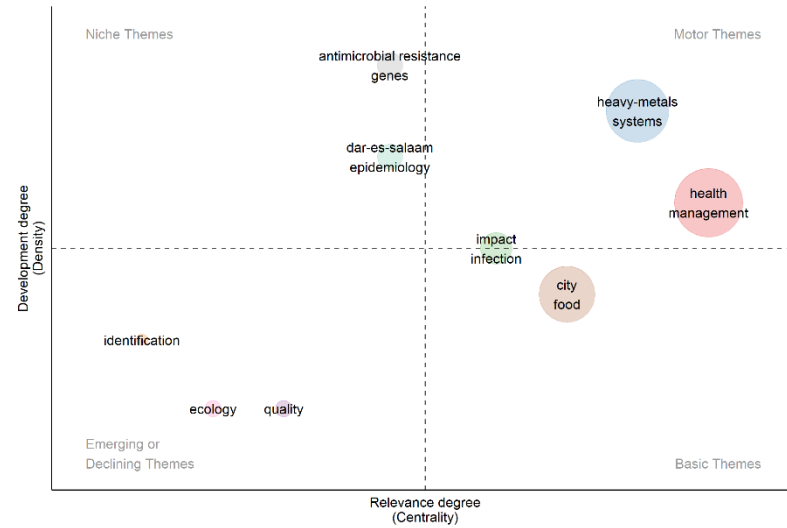 Niche Themes
Motor Themes
antimicrobial resistance
genes
heavy-metals
systems
dar-es-salaam
epidemiology
health
management
impact
infection
city
food
identification
ecology
quality
Emerging or
Declining Themes
Basic Themes
Development degree
(Density)
Relevance degree
(Centrality)